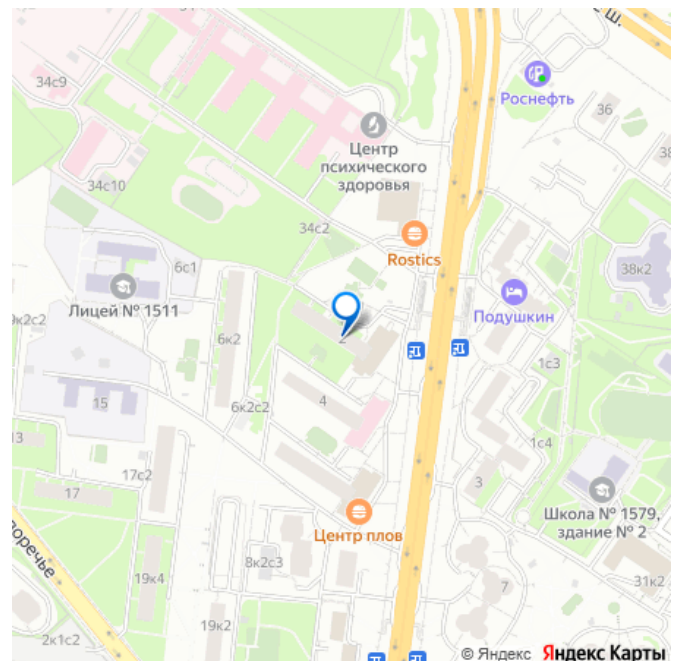 Ш.
34с9
Роснефть
36
Центр
психического
здоровья
34с10
34с2
6с1
Rostics
38к2
Лицей № 1511
Подушкин
6к2
2
1с3
15
4
6к2с2
13
1с4
17с2
17
3
Школа № 1579,
здание № 2
Центр плов
8к2с3
19к4
7
31к2
19к2
2к1с2
© Яндекс Яндекс Карты